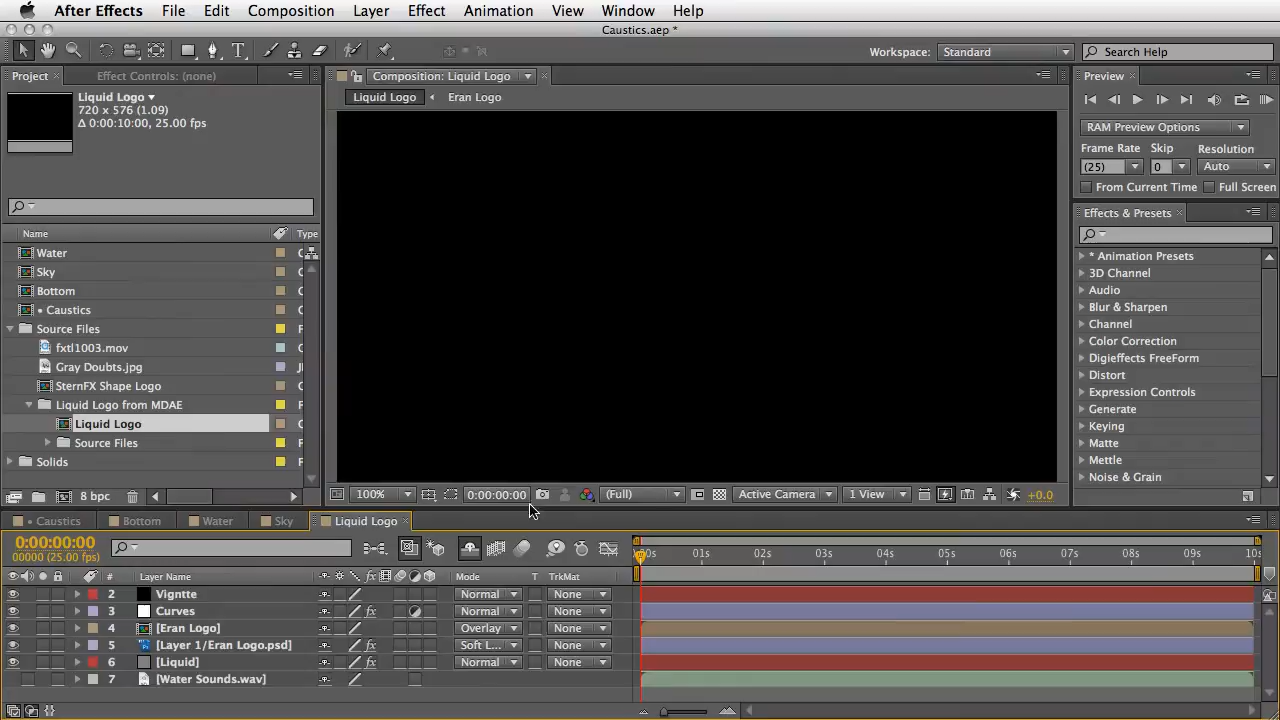 After Effects File Edit Composition Layer Effect Animation View Window Help
Caustics.aep *
Workspace: Standard Search Help
Project Effect Controls: (none)
Composition: Liquid Logo
Preview
Liquid Logo
720 x 576 (1.09)
Δ 0:00:10:00, 25.00 fps
Liquid Logo Eran Logo
RAM Preview Options
Frame Rate Skip Resolution
(25) 0 Auto
From Current Time Full Screen
Effects & Presets
Name Type
Water
Sky
Bottom
• Caustics
Source Files
fxtl1003.mov
Gray Doubts.jpg
SternFX Shape Logo
Liquid Logo from MDAE
Liquid Logo
Source Files
Solids
8 bpc
* Animation Presets
3D Channel
Audio
Blur & Sharpen
Channel
Color Correction
Digieffects FreeForm
Distort
Expression Controls
Generate
Keying
Matte
Mettle
Noise & Grain
100% 0:00:00:00 (Full) Active Camera 1 View +0.0
• Caustics Bottom Water Sky Liquid Logo
0:00:00:00
00000 (25.00 fps)
:00s 01s 02s 03s 04s 05s 06s 07s 08s 09s 10s
# Layer Name fx Mode T TrkMat
2 Vigntte Normal None
3 Curves fx Normal None
4 [Eran Logo] Overlay None
5 [Layer 1/Eran Logo.psd] fx Soft L... None
6 [Liquid] fx Normal None
7 [Water Sounds.wav]